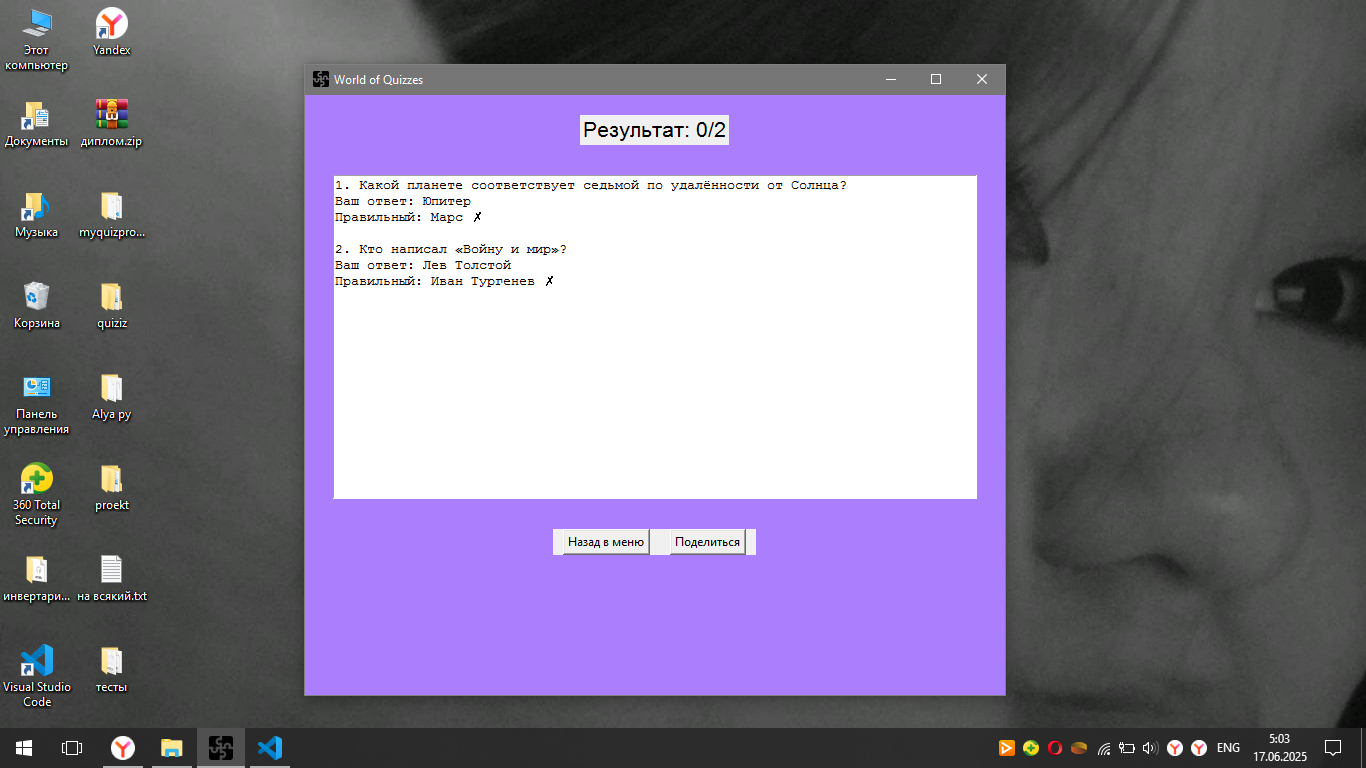 Этот
компьютер
Yandex
Документы
диплом.zip
Музыка
myquizpro...
Корзина
quiziz
Панель
управления
Alya py
360 Total
Security
proekt
инвертари...
на всякий.txt
Visual Studio
Code
тесты
World of Quizzes
Результат: 0/2
1. Какой планете соответствует седьмой по удалённости от Солнца?
Ваш ответ: Юпитер
Правильный: Марс ✗
2. Кто написал «Войну и мир»?
Ваш ответ: Лев Толстой
Правильный: Иван Тургенев ✗
Назад в меню
Поделиться
ENG
5:03
17.06.2025